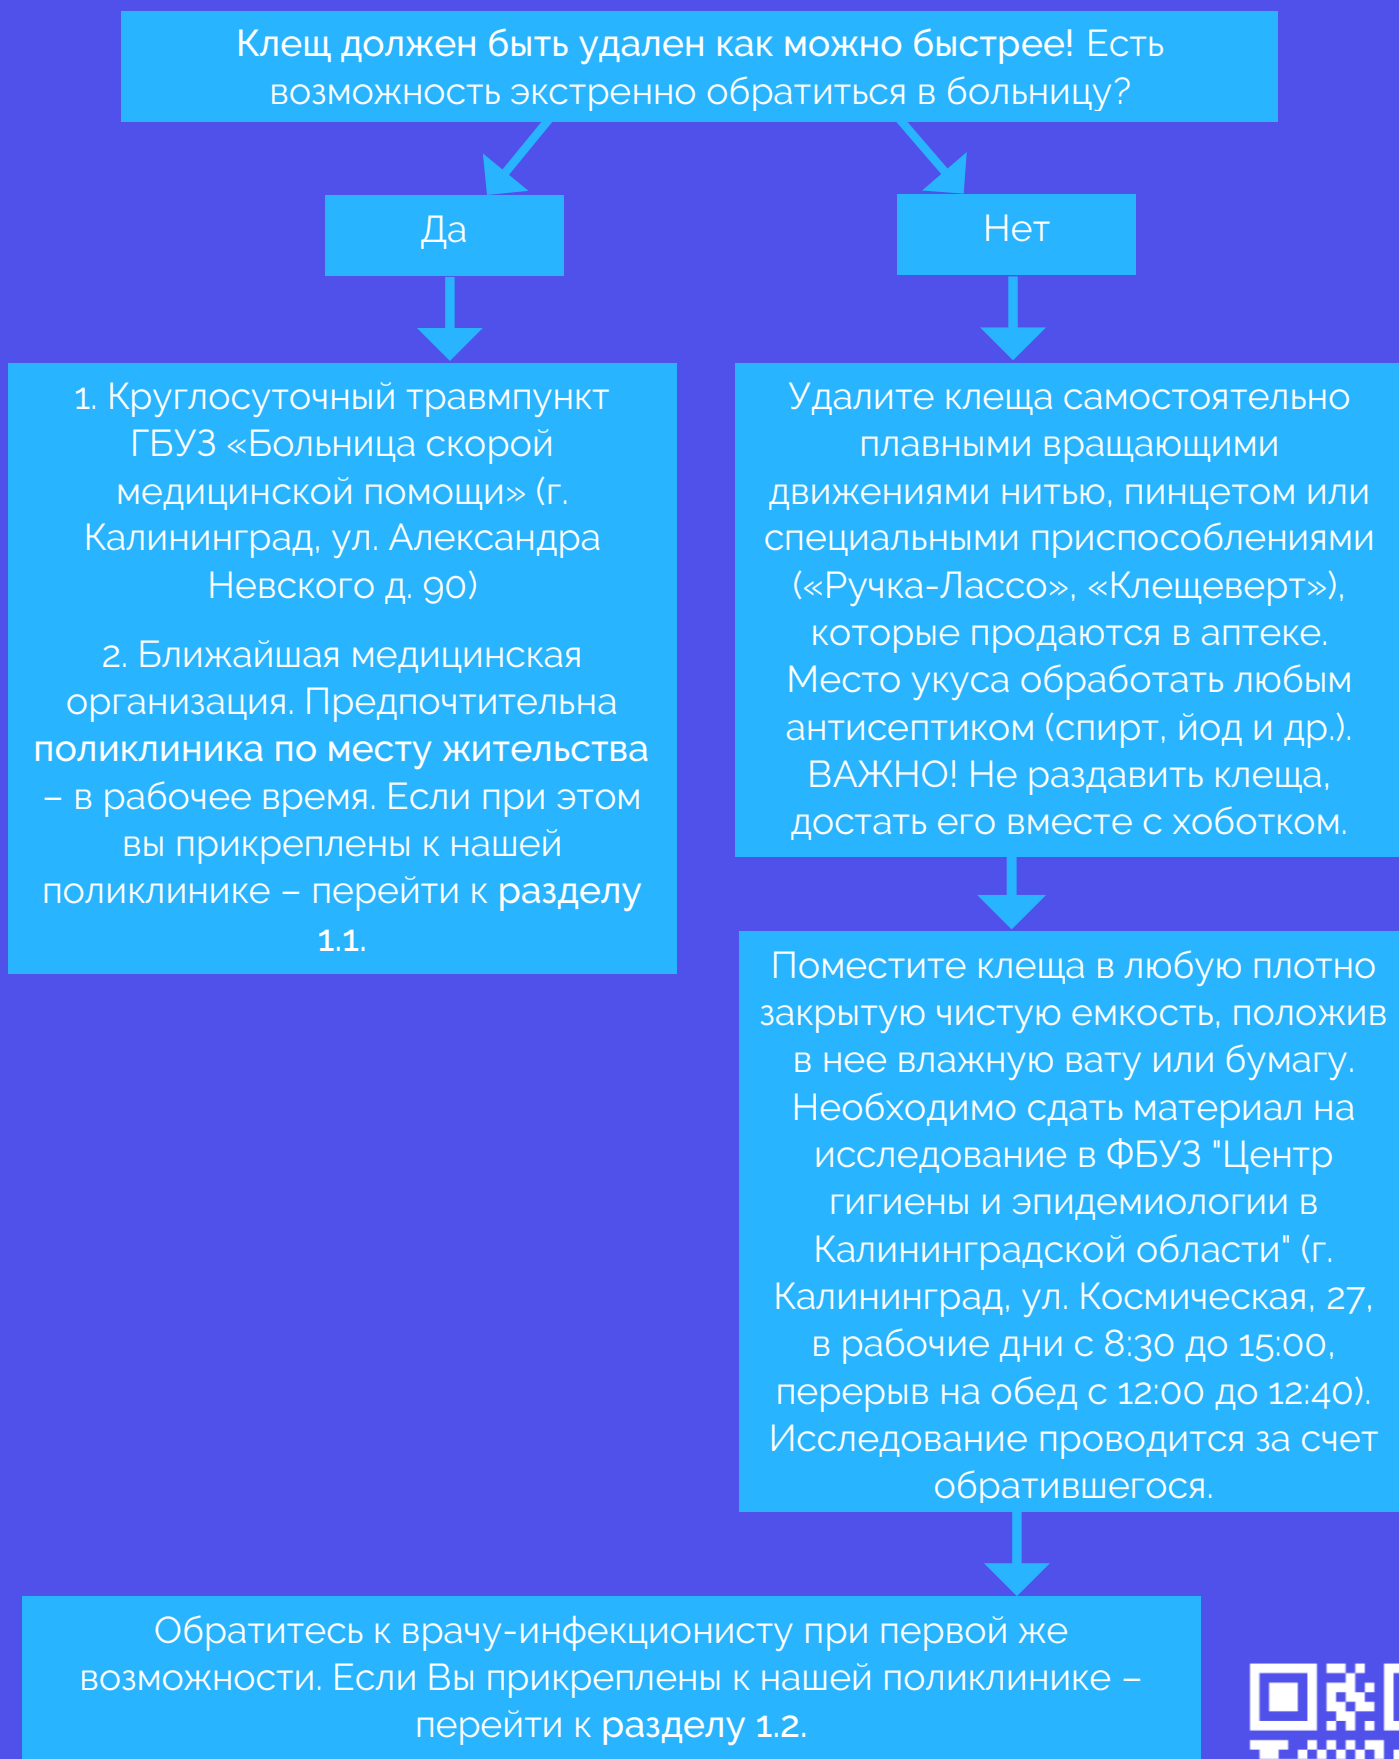 Клещ должен быть удален как можно быстрее! Есть
возможность экстренно обратиться в больницу?
Да
Нет
1. Круглосуточный травмпункт
ГБУЗ «Больница скорой
медицинской помощи» (г.
Калининград, ул. Александра
Невского д. 90)
2. Ближайшая медицинская
организация. Предпочтительна
поликлиника по месту жительства
– в рабочее время. Если при этом
вы прикреплены к нашей
поликлинике – перейти к разделу
1.1.
Удалите клеща самостоятельно
плавными вращающими
движениями нитью, пинцетом или
специальными приспособлениями
(«Ручка-Лассо», «Клещеверт»),
которые продаются в аптеке.
Место укуса обработать любым
антисептиком (спирт, йод и др.).
ВАЖНО! Не раздавить клеща,
достать его вместе с хоботком.
Поместите клеща в любую плотно
закрытую чистую емкость, положив
в нее влажную вату или бумагу.
Необходимо сдать материал на
исследование в ФБУЗ "Центр
гигиены и эпидемиологии в
Калининградской области" (г.
Калининград, ул. Космическая, 27,
в рабочие дни с 8:30 до 15:00,
перерыв на обед с 12:00 до 12:40).
Исследование проводится за счет
обратившегося.
Обратитесь к врачу-инфекционисту при первой же
возможности. Если Вы прикреплены к нашей поликлинике –
перейти к разделу 1.2.